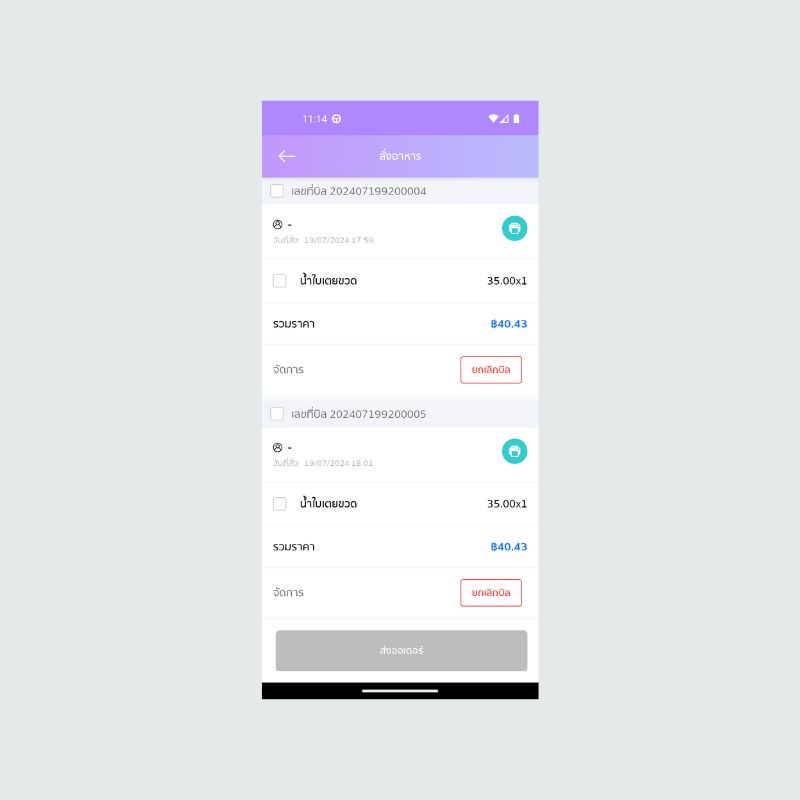 11:14
สั่งอาหาร
เลขที่บิล 202407199200004
-
วันที่สั่ง: 19/07/2024 17:59
น้ำใบเตยขวด 35.00x1
รวมราคา ฿40.43
จัดการ ยกเลิกบิล
เลขที่บิล 202407199200005
-
วันที่สั่ง: 19/07/2024 18:01
น้ำใบเตยขวด 35.00x1
รวมราคา ฿40.43
จัดการ ยกเลิกบิล
ส่งออเดอร์